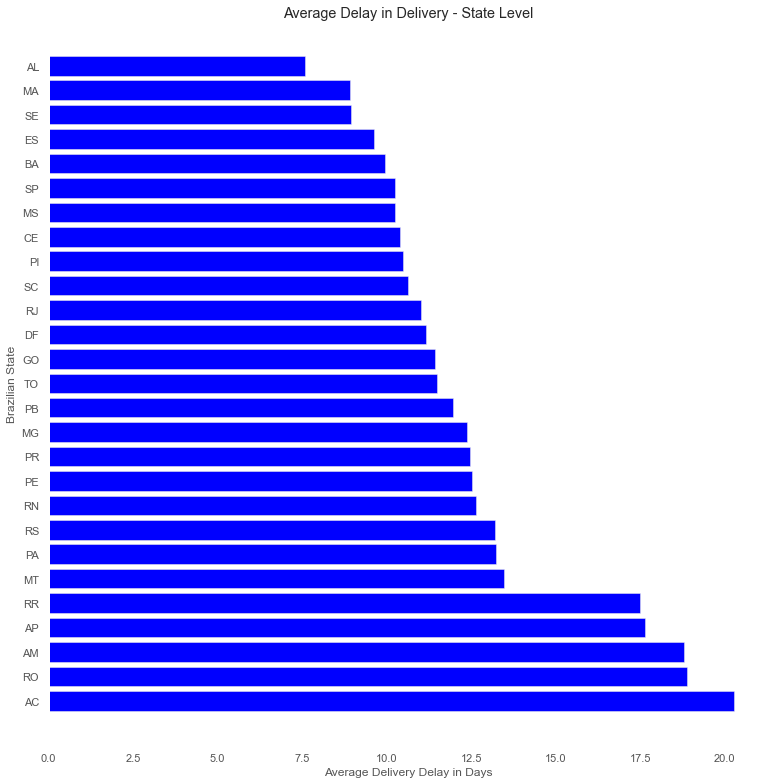 Average Delay in Delivery - State Level
AL
MA
SE
ES
BA
SP
MS
CE
PI
SC
RJ
DF
GO
TO
PB
MG
PR
PE
RN
RS
PA
MT
RR
AP
AM
RO
AC
Brazilian State
0.0 2.5 5.0 7.5 10.0 12.5 15.0 17.5 20.0
Average Delivery Delay in Days